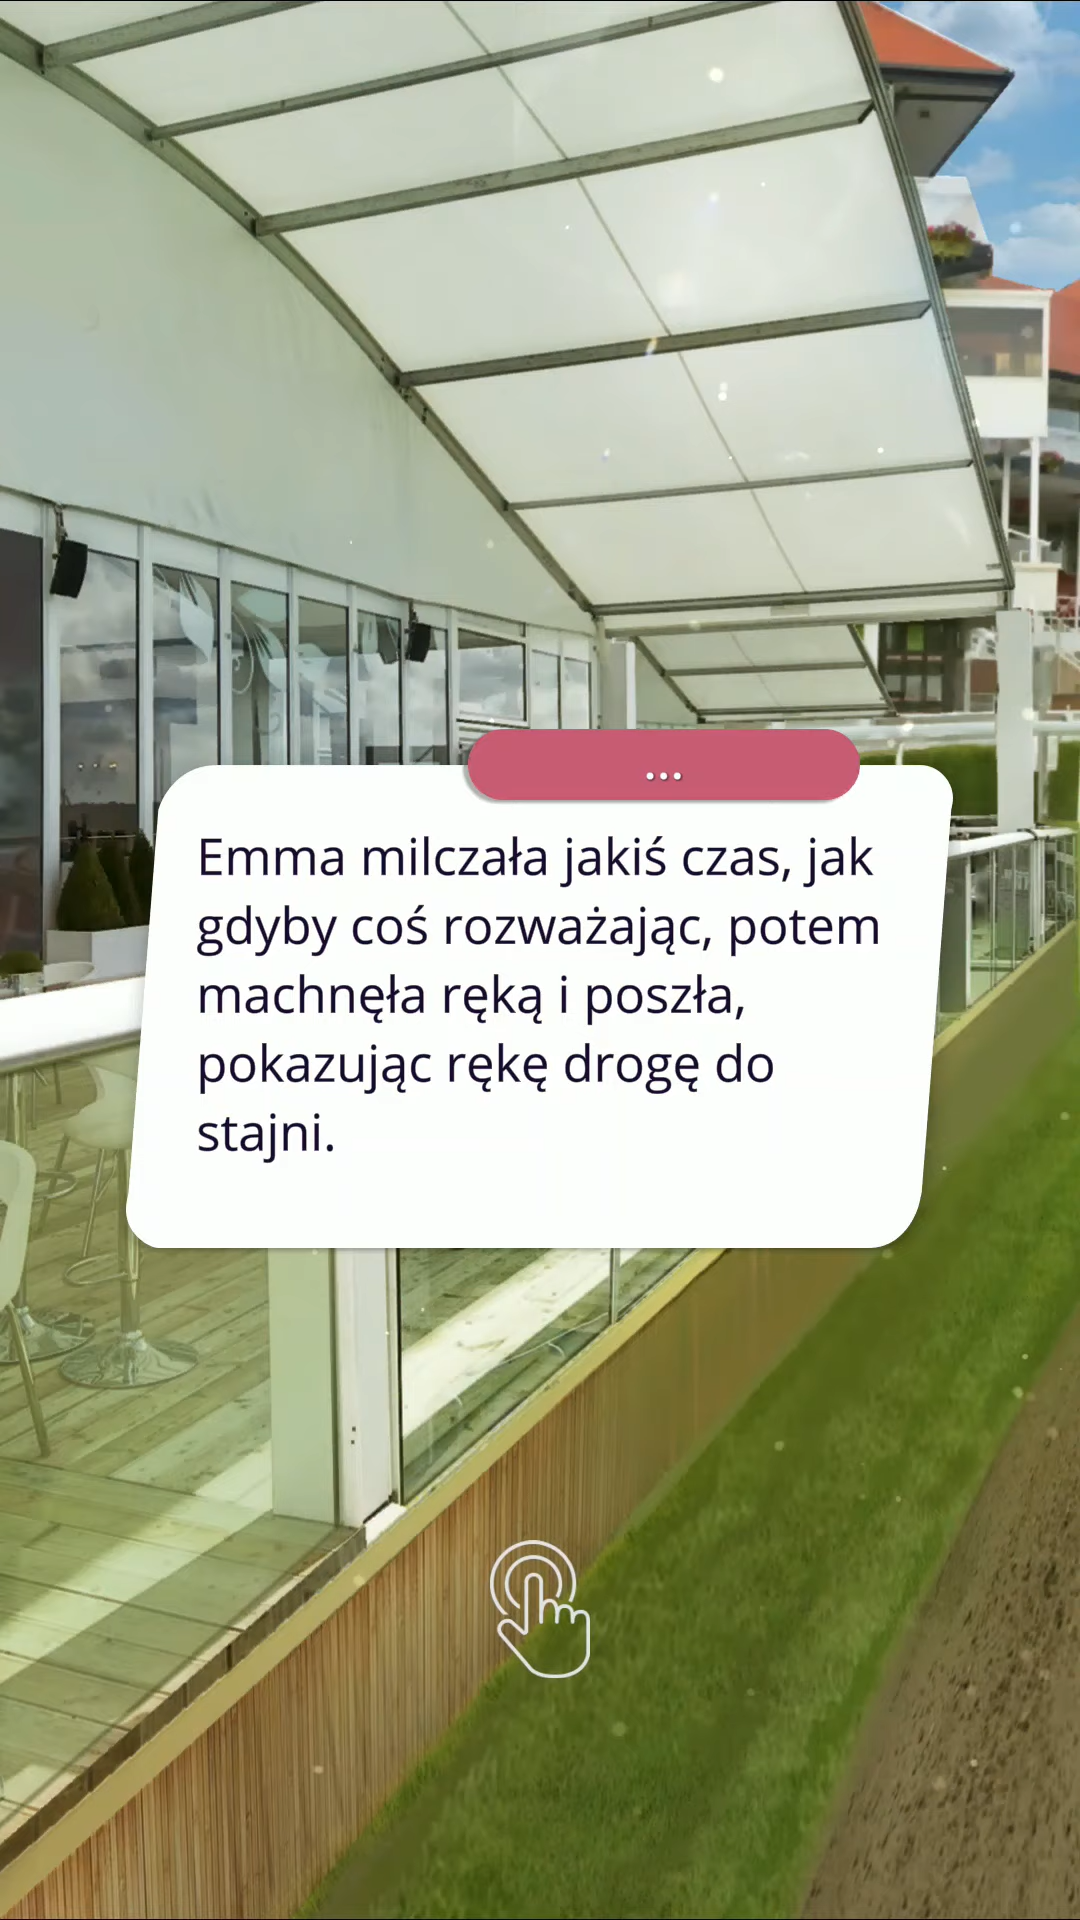 ...
Emma milczała jakiś czas, jak
gdyby coś rozważając, potem
machnęła ręką i poszła,
pokazując rękę drogę do
stajni.